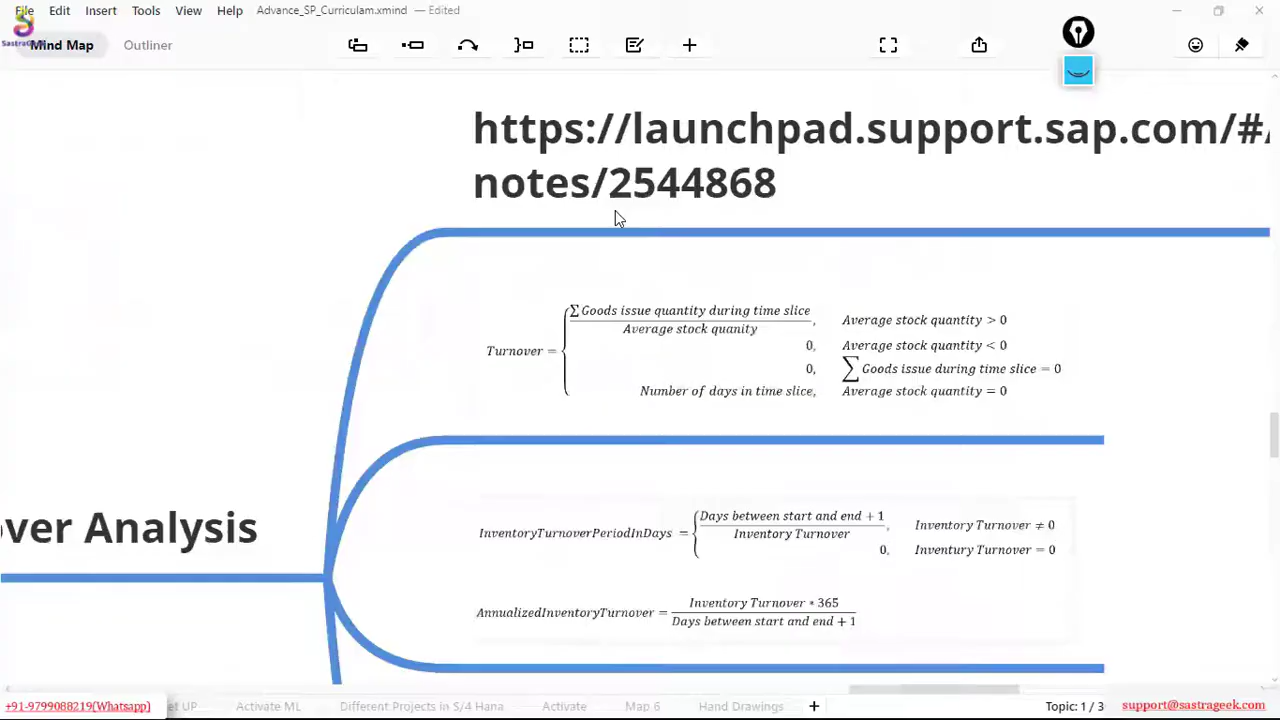 File Edit Insert Tools View Help Advance_SP_Curriculam.xmind — Edited
SastraGeek
Mind Map Outliner
https://launchpad.support.sap.com/#/
notes/2544868
Turnover = { ∑ Goods issue quantity during time slice / Average stock quanity, Average stock quantity > 0
0, Average stock quantity < 0
0, ∑ Goods issue during time slice = 0
Number of days in time slice, Average stock quantity = 0
over Analysis
InventoryTurnoverPeriodInDays = { Days between start and end + 1 / Inventory Turnover, Inventory Turnover ≠ 0
0, Inventury Turnover = 0
AnnualizedInventoryTurnover = Inventory Turnover * 365 / Days between start and end + 1
+91-9799088219(Whatsapp) et UP Activate ML Different Projects in S/4 Hana Activate Map 6 Hand Drawings Topic: 1 / 3 support@sastrageek.com